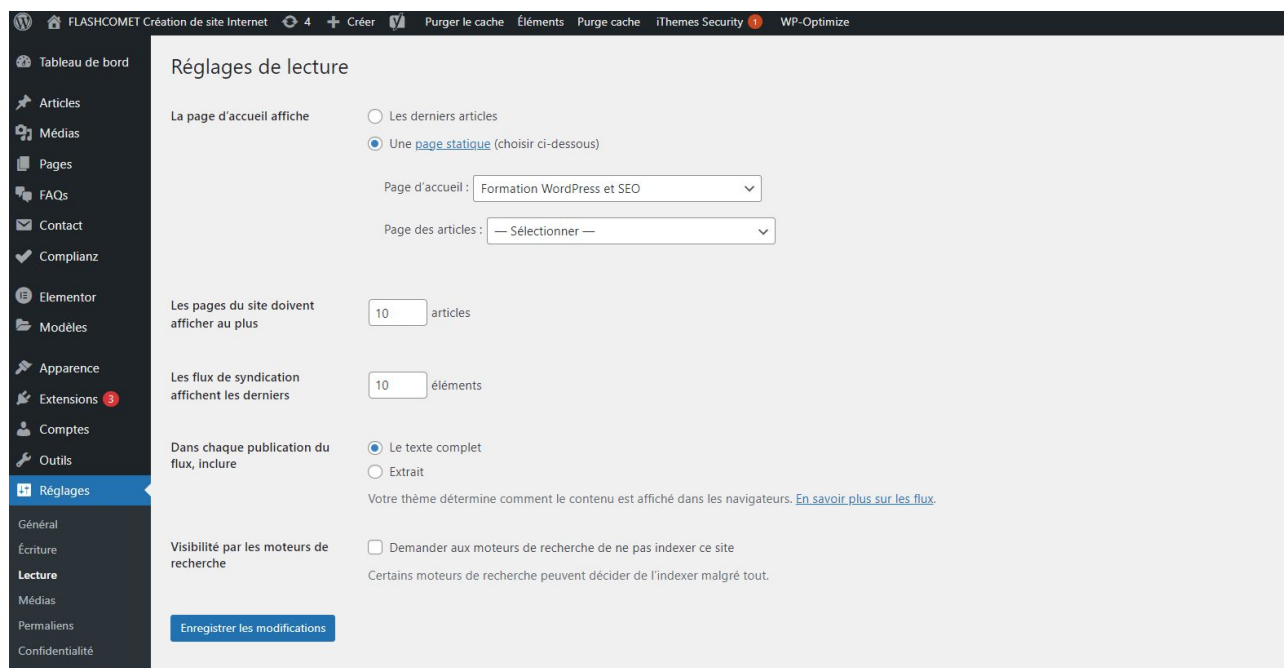 FLASHCOMET Création de site Internet 4 Créer Purger le cache Éléments Purge cache iThemes Security 1 WP-Optimize
Tableau de bord
Articles
Médias
Pages
FAQs
Contact
Complianz
Elementor
Modèles
Apparence
Extensions 3
Comptes
Outils
Réglages
Général
Écriture
Lecture
Médias
Permaliens
Confidentialité
Réglages de lecture
La page d’accueil affiche
Les derniers articles
Une page statique (choisir ci-dessous)
Page d’accueil : Formation WordPress et SEO
Page des articles : — Sélectionner —
Les pages du site doivent
afficher au plus
10 articles
Les flux de syndication
affichent les derniers
10 éléments
Dans chaque publication du
flux, inclure
Le texte complet
Extrait
Votre thème détermine comment le contenu est affiché dans les navigateurs. En savoir plus sur les flux.
Visibilité par les moteurs de
recherche
Demander aux moteurs de recherche de ne pas indexer ce site
Certains moteurs de recherche peuvent décider de l’indexer malgré tout.
Enregistrer les modifications